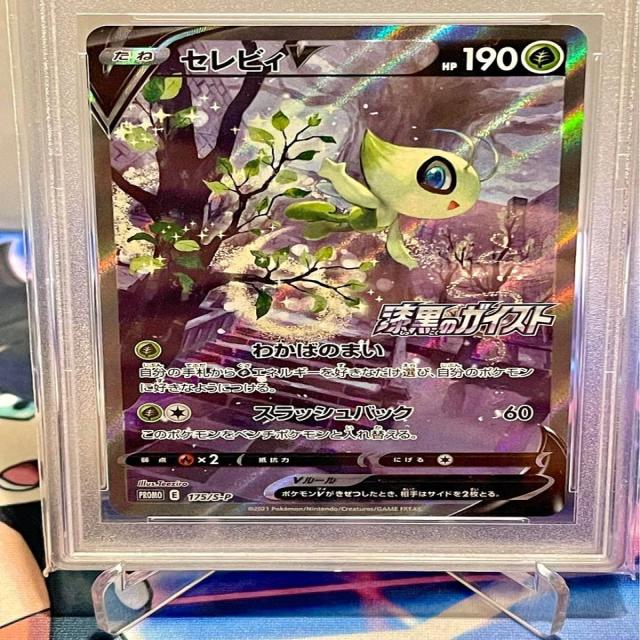 たね セレビィV HP 190
漆黒のガイスト
わかばのまい
自分の手札から エネルギーを好きなだけ選び、自分のポケモン
に好きなようにつける。
スラッシュバック 60
このポケモンをベンチポケモンと入れ替える。
弱点 ×2 抵抗力 にげる
Illus. Teeziro
Vルール
PROMO E 175/S-P
ポケモンVがきぜつしたとき、相手はサイドを2枚とる。
©2021 Pokémon/Nintendo/Creatures/GAME FREAK